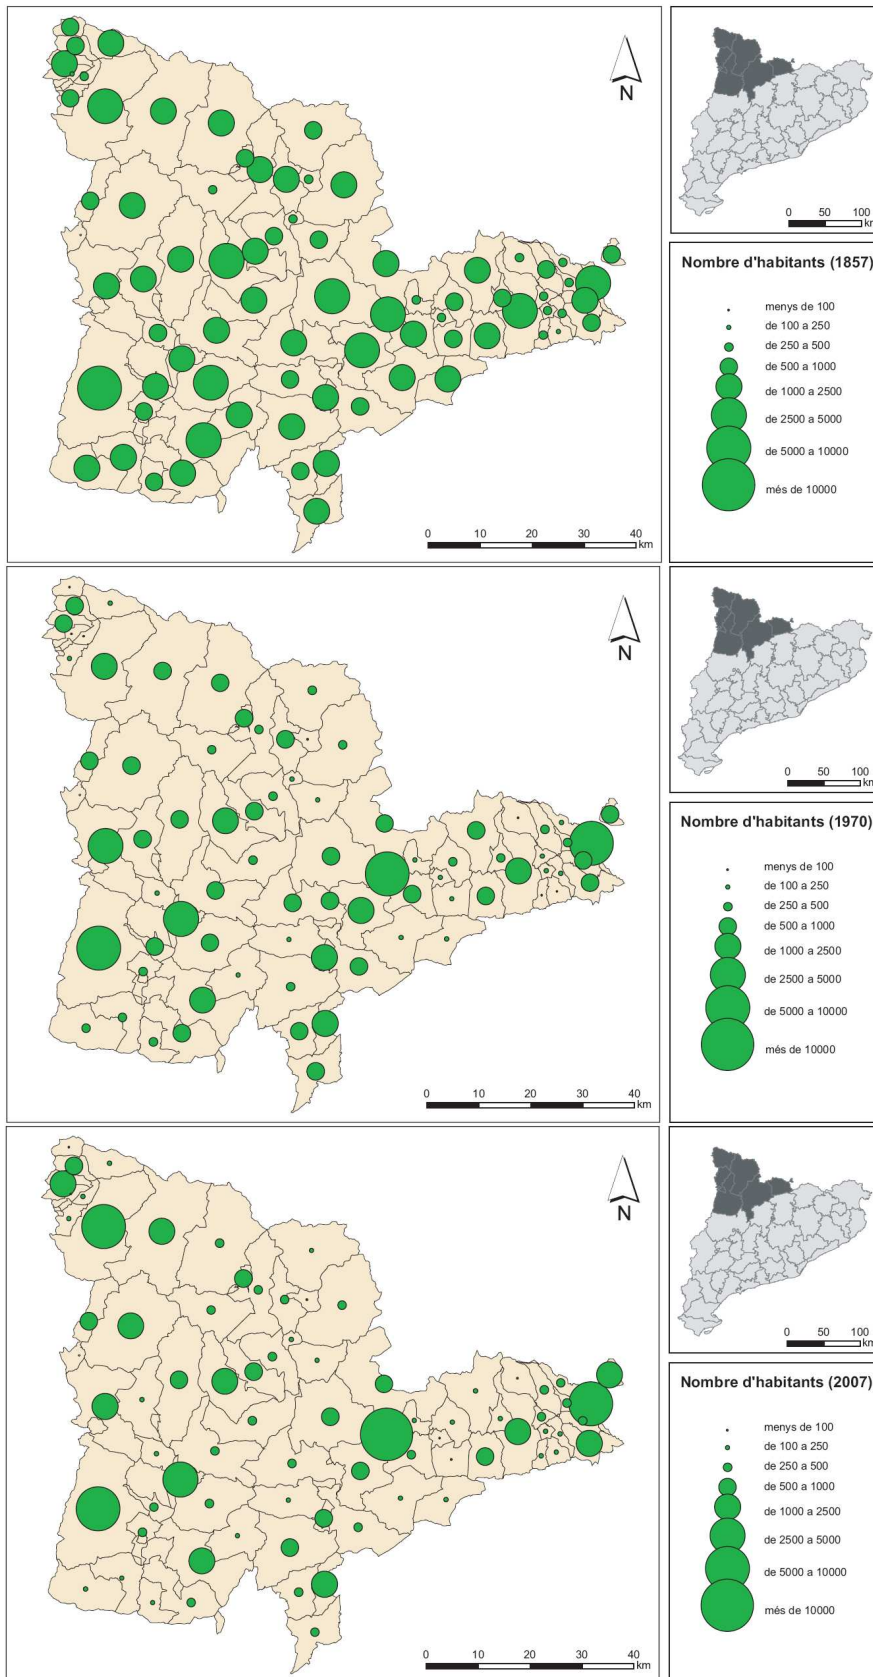 N
0 50 100
km
Nombre d'habitants (1857)
menys de 100
de 100 a 250
de 250 a 500
de 500 a 1000
de 1000 a 2500
de 2500 a 5000
de 5000 a 10000
més de 10000
0 10 20 30 40
km
N
0 50 100
km
Nombre d'habitants (1970)
menys de 100
de 100 a 250
de 250 a 500
de 500 a 1000
de 1000 a 2500
de 2500 a 5000
de 5000 a 10000
més de 10000
0 10 20 30 40
km
N
0 50 100
km
Nombre d'habitants (2007)
menys de 100
de 100 a 250
de 250 a 500
de 500 a 1000
de 1000 a 2500
de 2500 a 5000
de 5000 a 10000
més de 10000
0 10 20 30 40
km